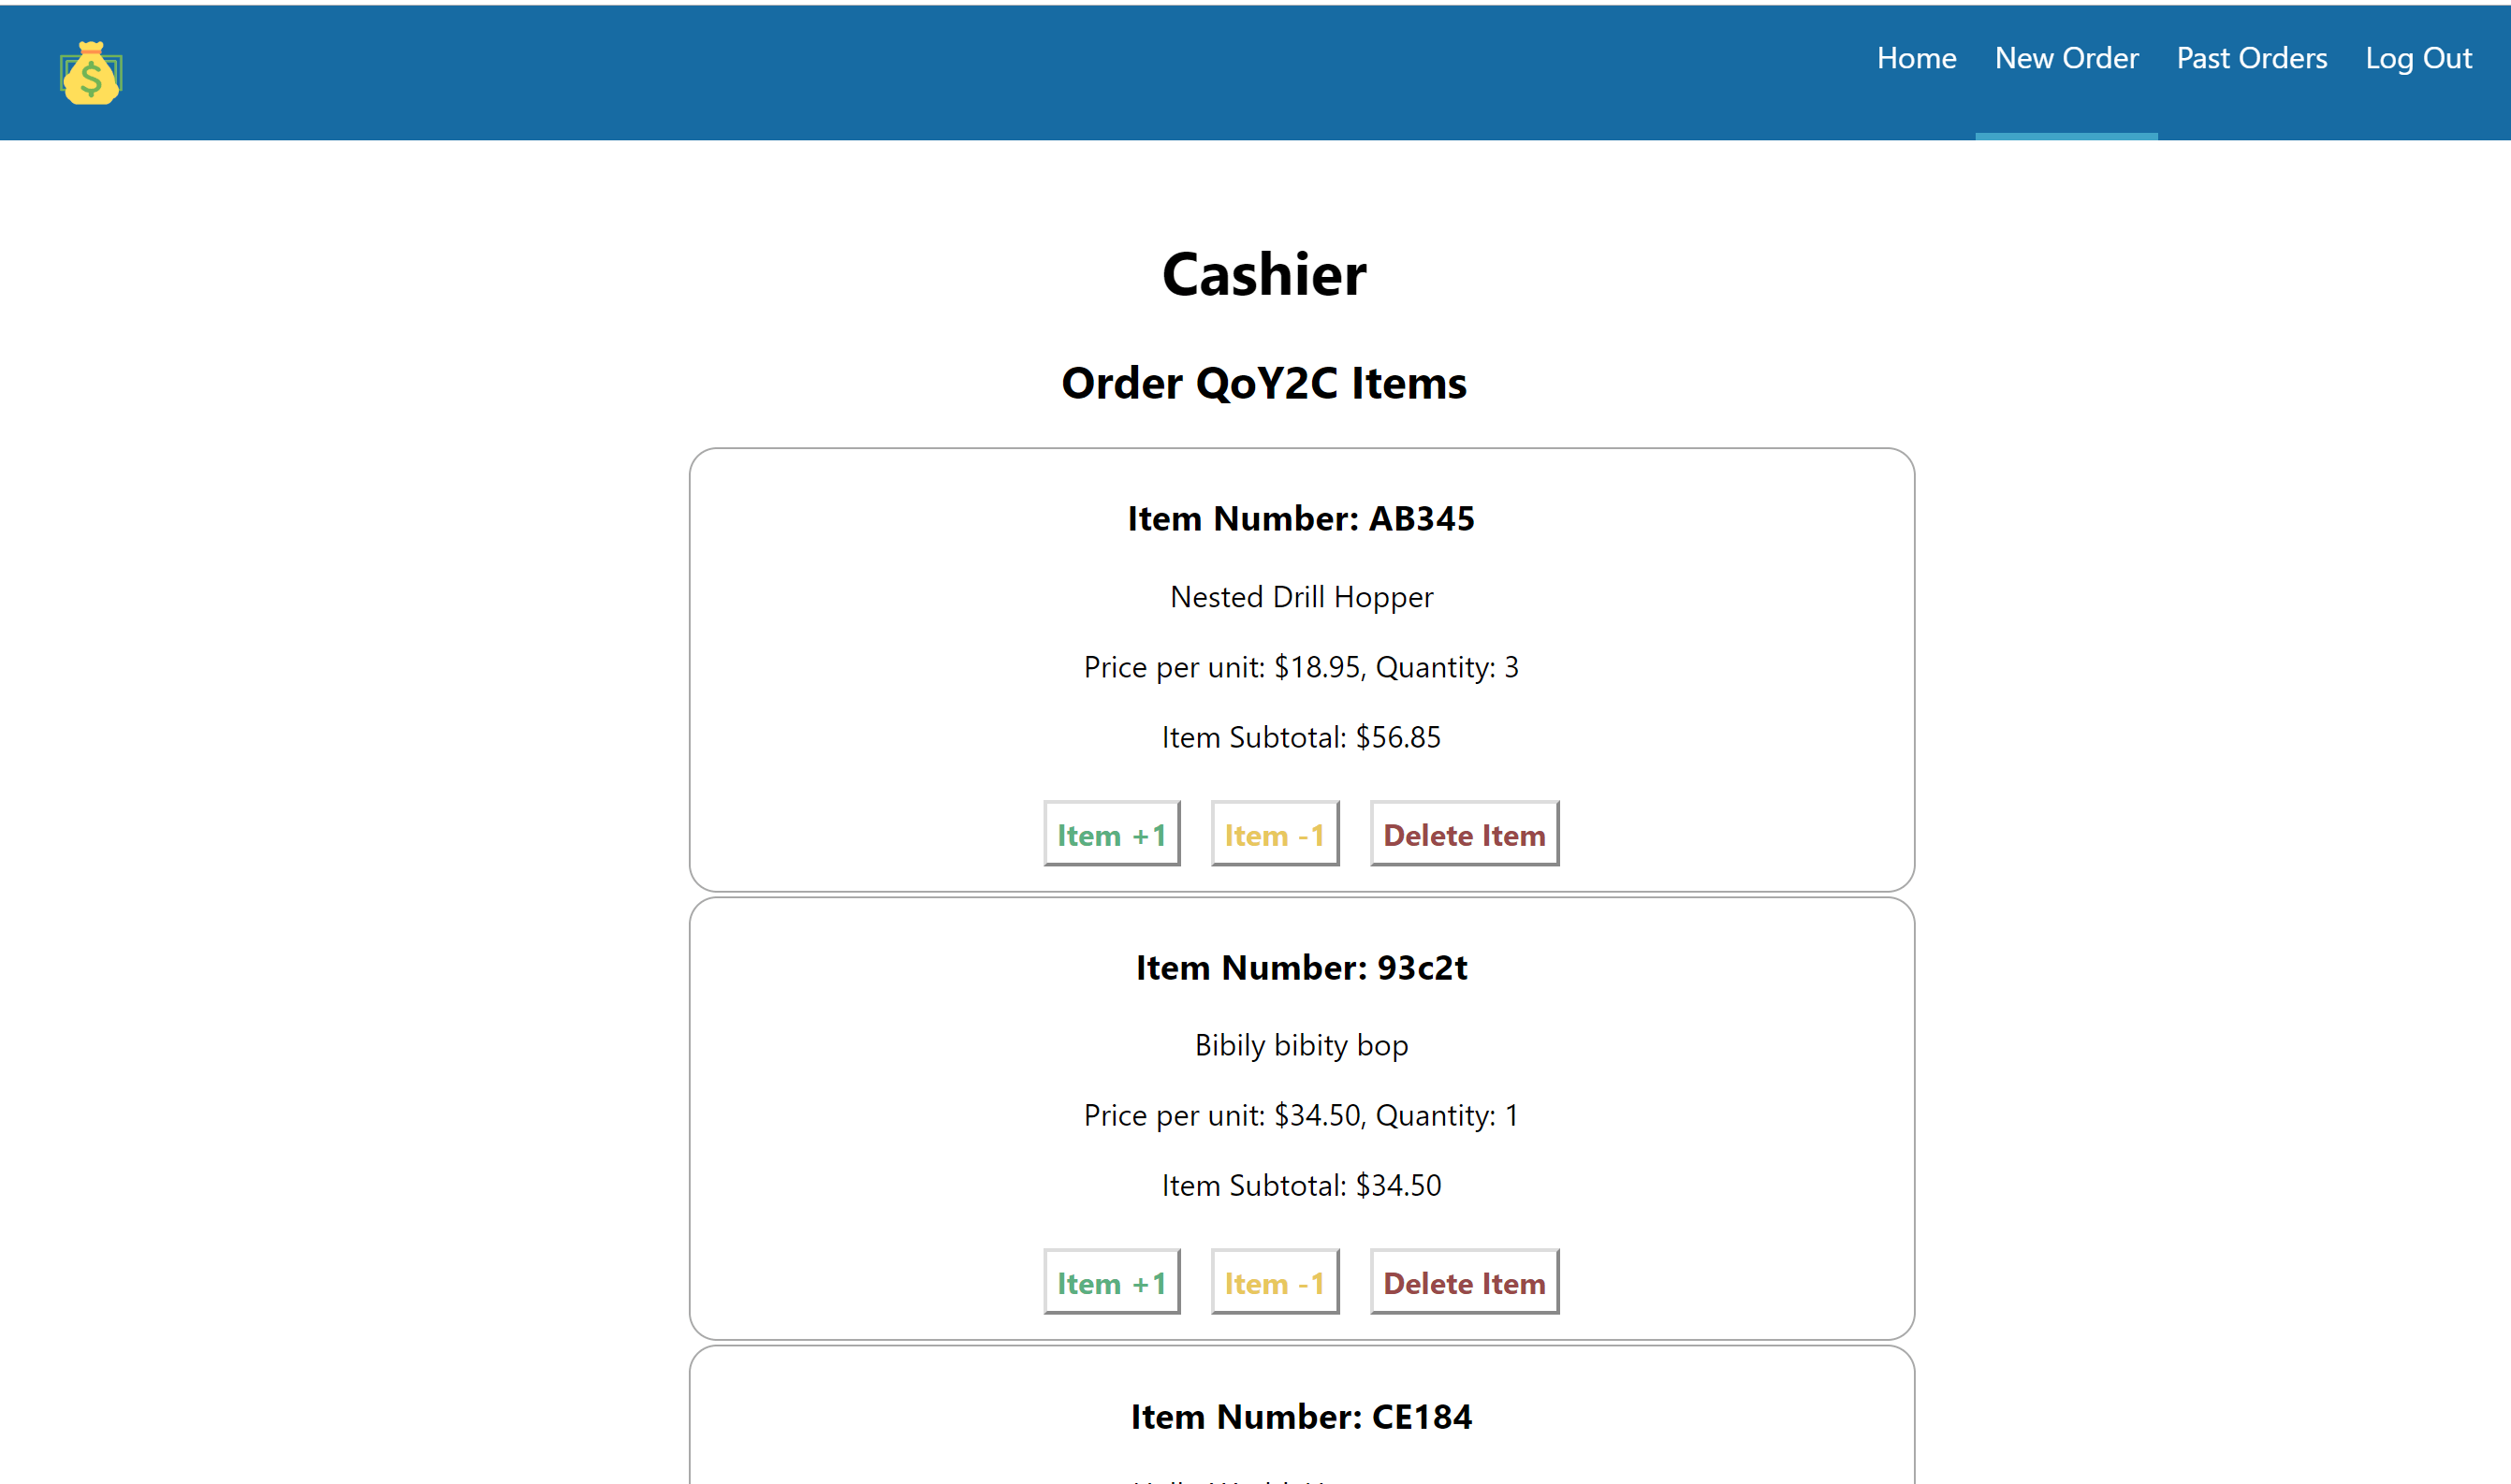 $
Home New Order Past Orders Log Out
Cashier
Order QoY2C Items
Item Number: AB345
Nested Drill Hopper
Price per unit: $18.95, Quantity: 3
Item Subtotal: $56.85
Item +1 Item -1 Delete Item
Item Number: 93c2t
Bibily bibity bop
Price per unit: $34.50, Quantity: 1
Item Subtotal: $34.50
Item +1 Item -1 Delete Item
Item Number: CE184